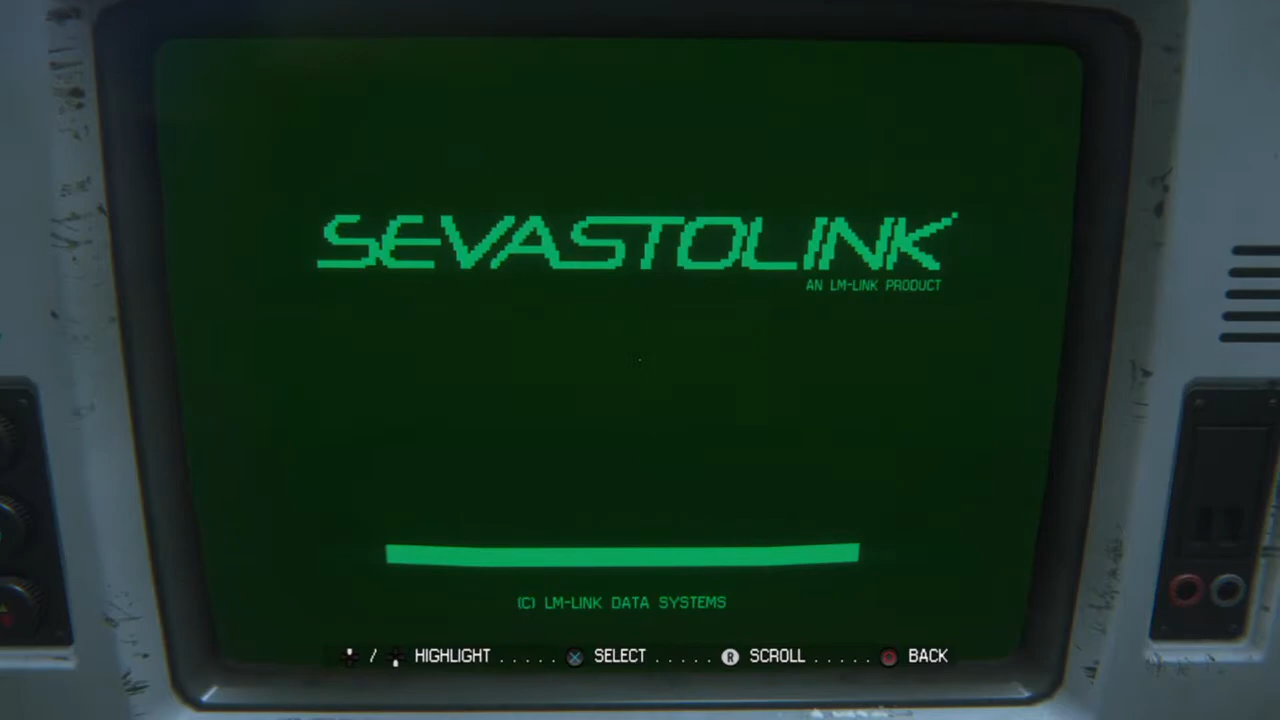 SEVASTOLINK
AN LM-LINK PRODUCT
(C) LM-LINK DATA SYSTEMS
/ HIGHLIGHT . . . . . SELECT . . . . . R SCROLL . . . . . BACK